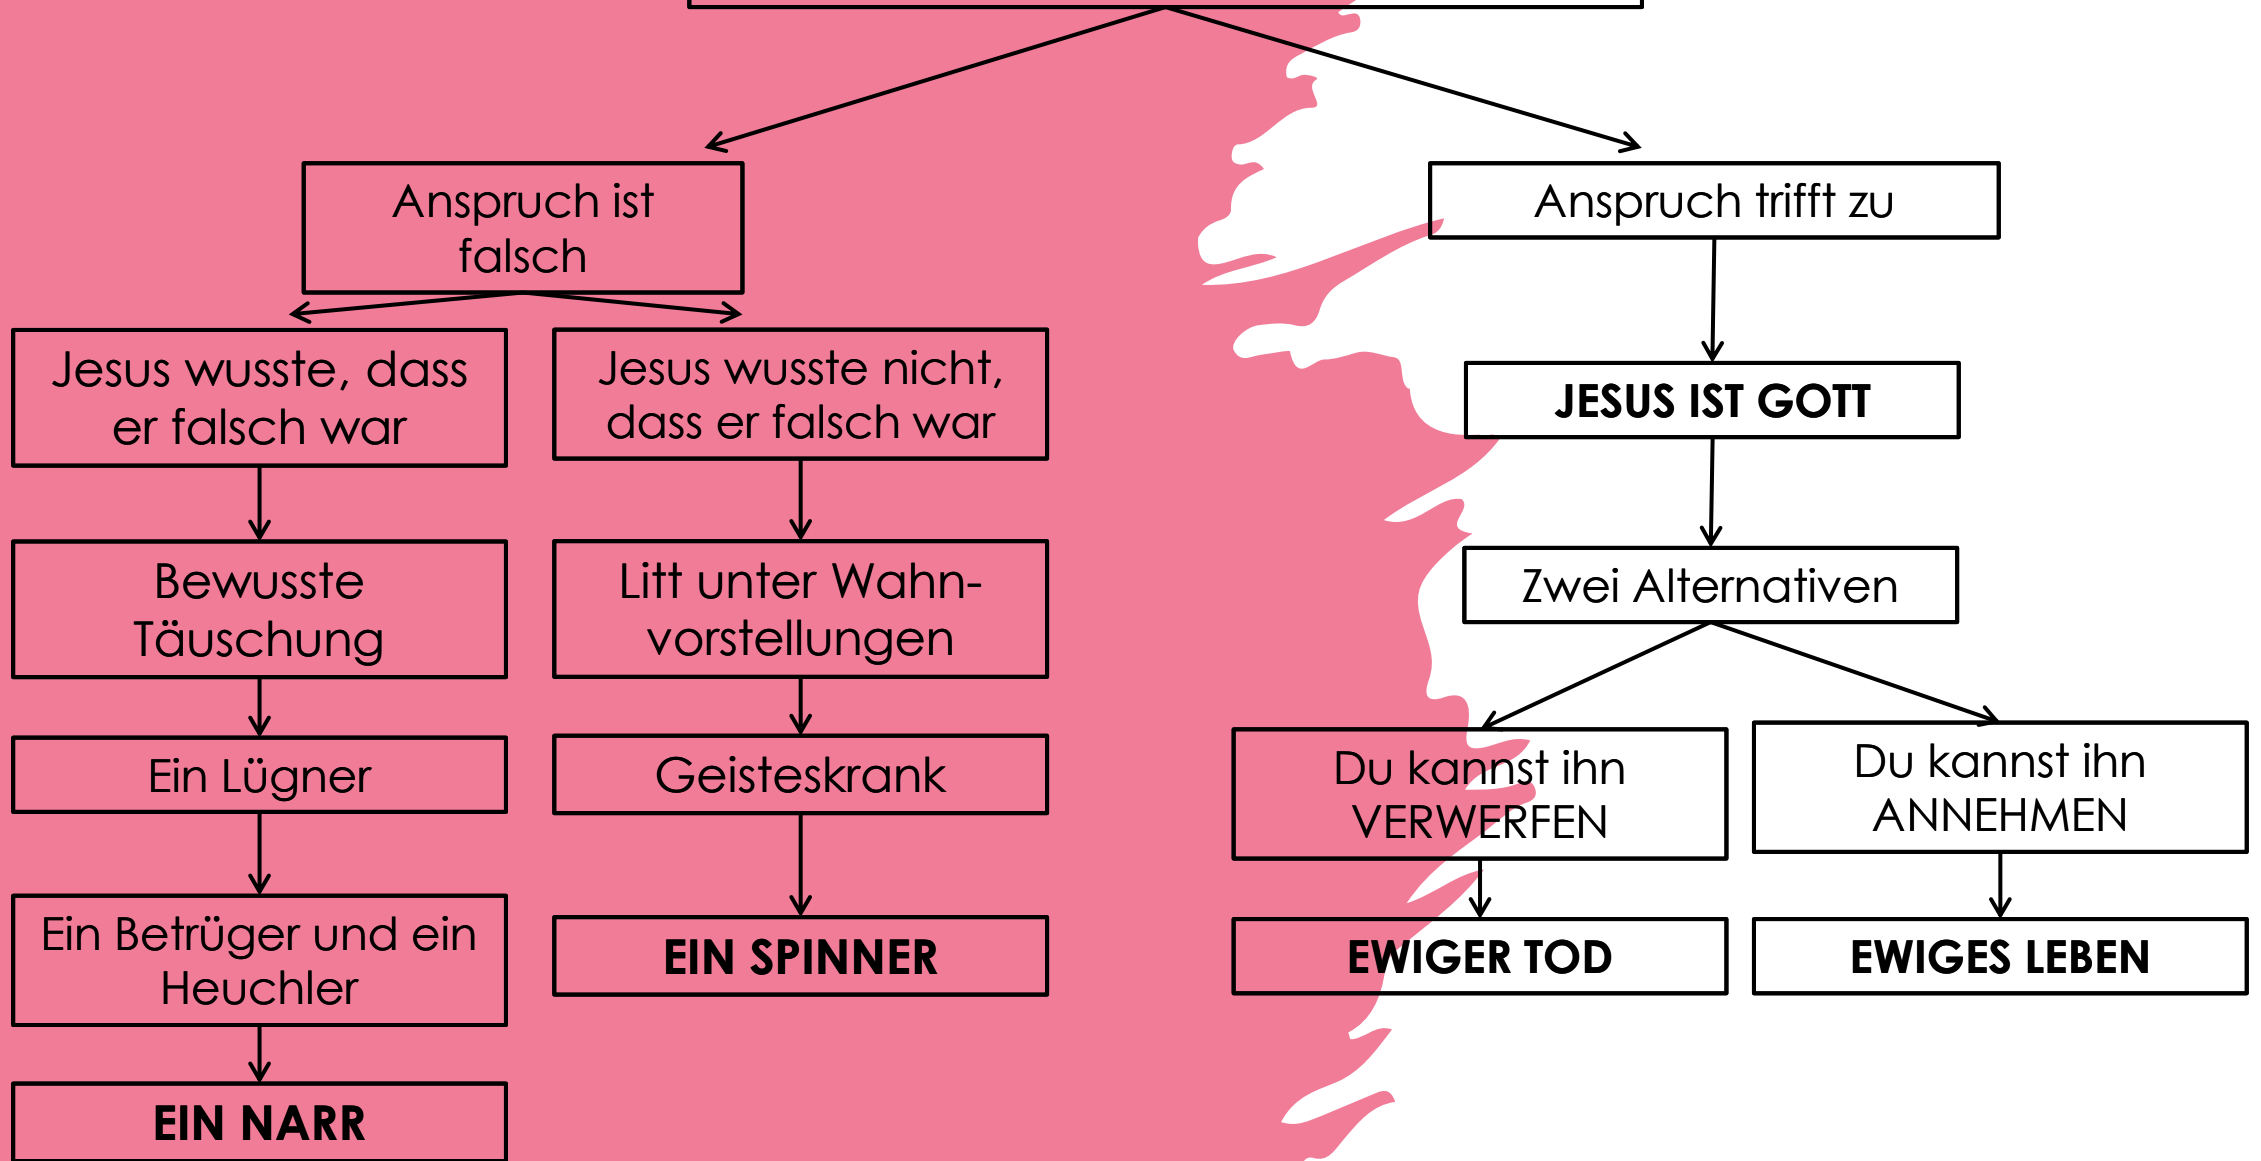 Anspruch ist
falsch
Anspruch trifft zu
Jesus wusste, dass
er falsch war
Jesus wusste nicht,
dass er falsch war
JESUS IST GOTT
Bewusste
Täuschung
Litt unter Wahn-
vorstellungen
Zwei Alternativen
Ein Lügner
Geisteskrank
Du kannst ihn
VERWERFEN
Du kannst ihn
ANNEHMEN
Ein Betrüger und ein
Heuchler
EIN SPINNER
EWIGER TOD
EWIGES LEBEN
EIN NARR